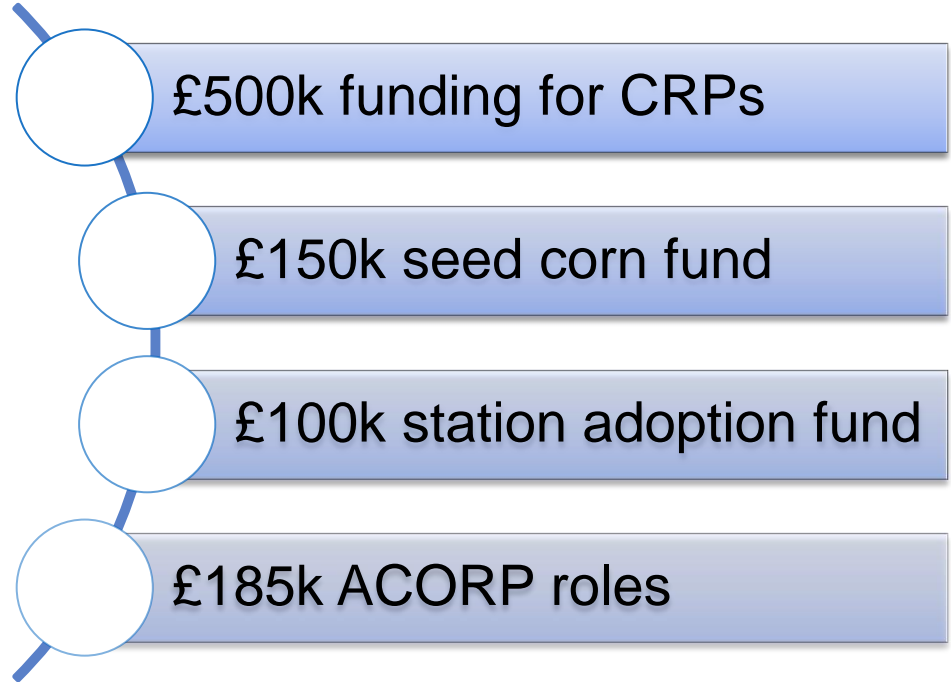 £500k funding for CRPs
£150k seed corn fund
£100k station adoption fund
£185k ACORP roles